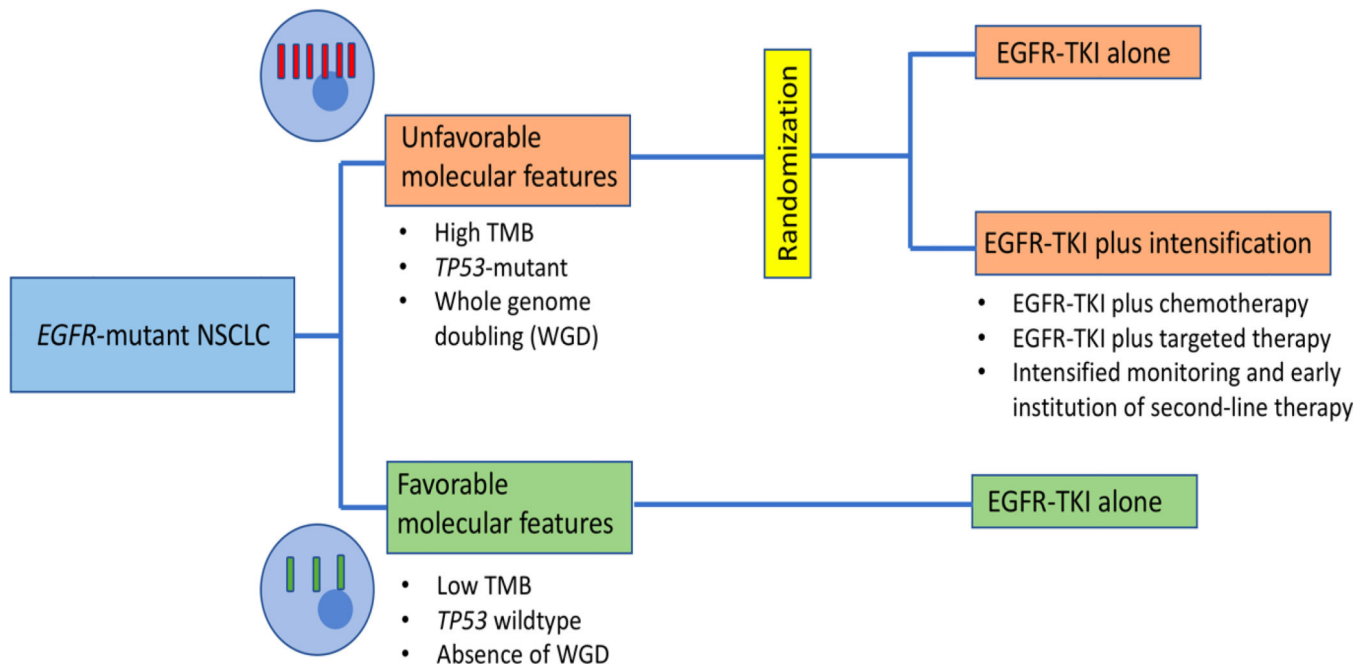 EGFR-mutant NSCLC
Unfavorable
molecular features
• High TMB
• TP53-mutant
• Whole genome
doubling (WGD)
Randomization
EGFR-TKI alone
EGFR-TKI plus intensification
• EGFR-TKI plus chemotherapy
• EGFR-TKI plus targeted therapy
• Intensified monitoring and early
institution of second-line therapy
Favorable
molecular features
• Low TMB
• TP53 wildtype
• Absence of WGD
EGFR-TKI alone